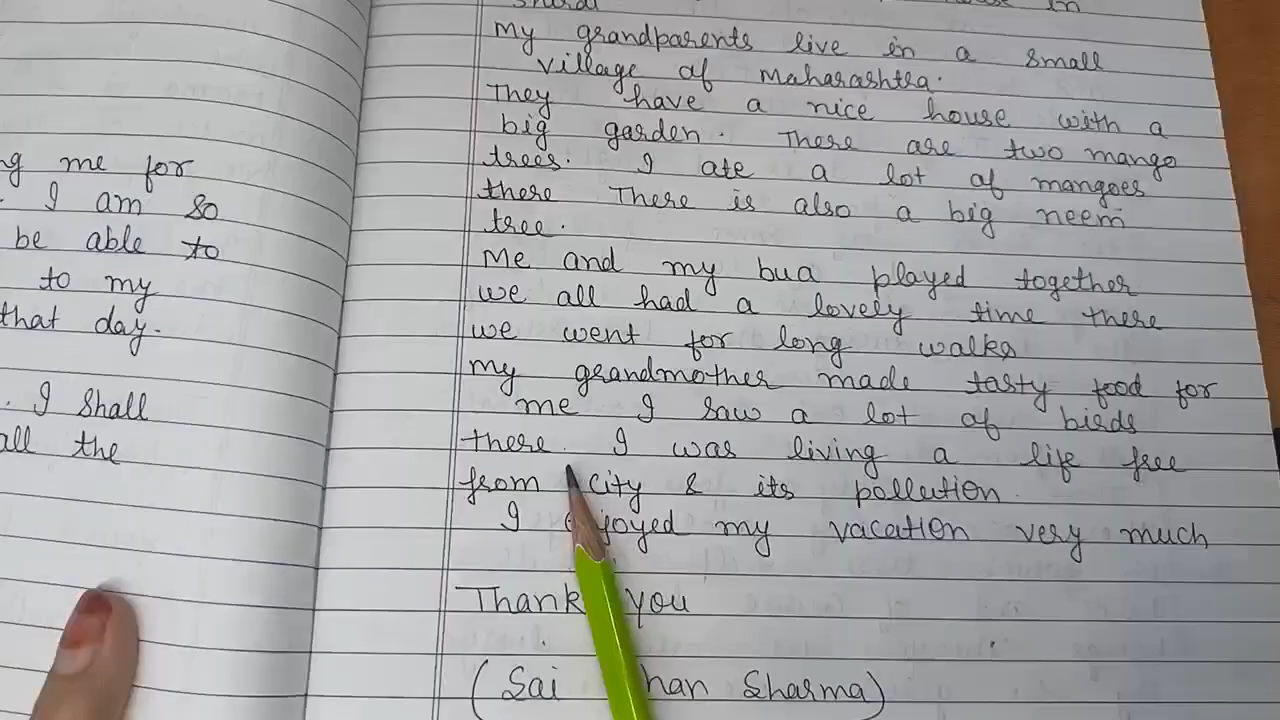 ng me for
. I am so
be able to
to my
that day.
. I shall
all the
in
my grandparents live in a small
village of Maharashtra.
They have a nice house with a
big garden. There are two mango
trees. I ate a lot of mangoes
there There is also a big neem
tree.
Me and my bua played together
we all had a lovely time there
we went for long walks
my grandmother made tasty food for
me I saw a lot of birds
there. I was living a life free
from city & its pollution.
I enjoyed my vacation very much
Thank you
(Sai han Sharma)